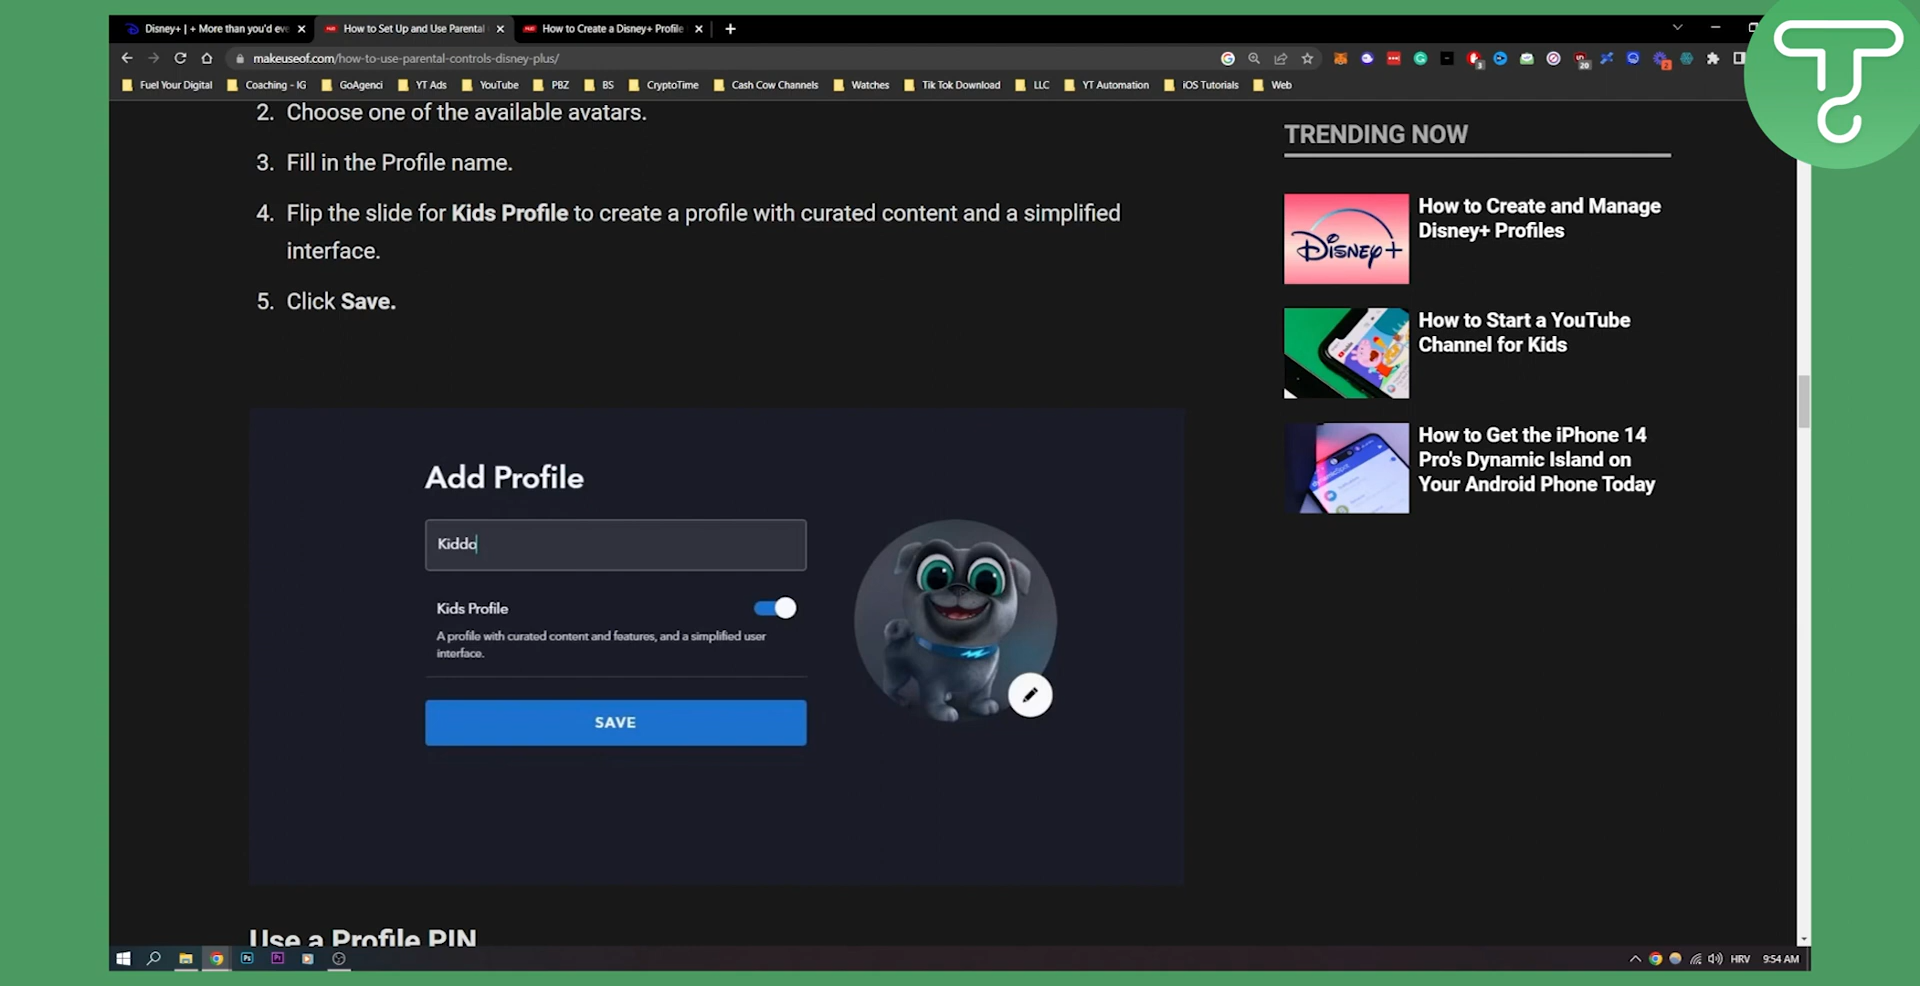 Disney+ | + More than you'd eve
How to Set Up and Use Parental
How to Create a Disney+ Profile
makeuseof.com/how-to-use-parental-controls-disney-plus/
Fuel Your Digital
Coaching - IG
GoAgenci
YT Ads
YouTube
PBZ
BS
CryptoTime
Cash Cow Channels
Watches
Tik Tok Download
LLC
YT Automation
iOS Tutorials
Web
2. Choose one of the available avatars.
3. Fill in the Profile name.
4. Flip the slide for Kids Profile to create a profile with curated content and a simplified
interface.
5. Click Save.
Add Profile
Kiddo
Kids Profile
A profile with curated content and features, and a simplified user
interface.
SAVE
Use a Profile PIN
TRENDING NOW
Disney+
How to Create and Manage
Disney+ Profiles
How to Start a YouTube
Channel for Kids
How to Get the iPhone 14
Pro's Dynamic Island on
Your Android Phone Today
Ps
Pr
HRV
9:54 AM